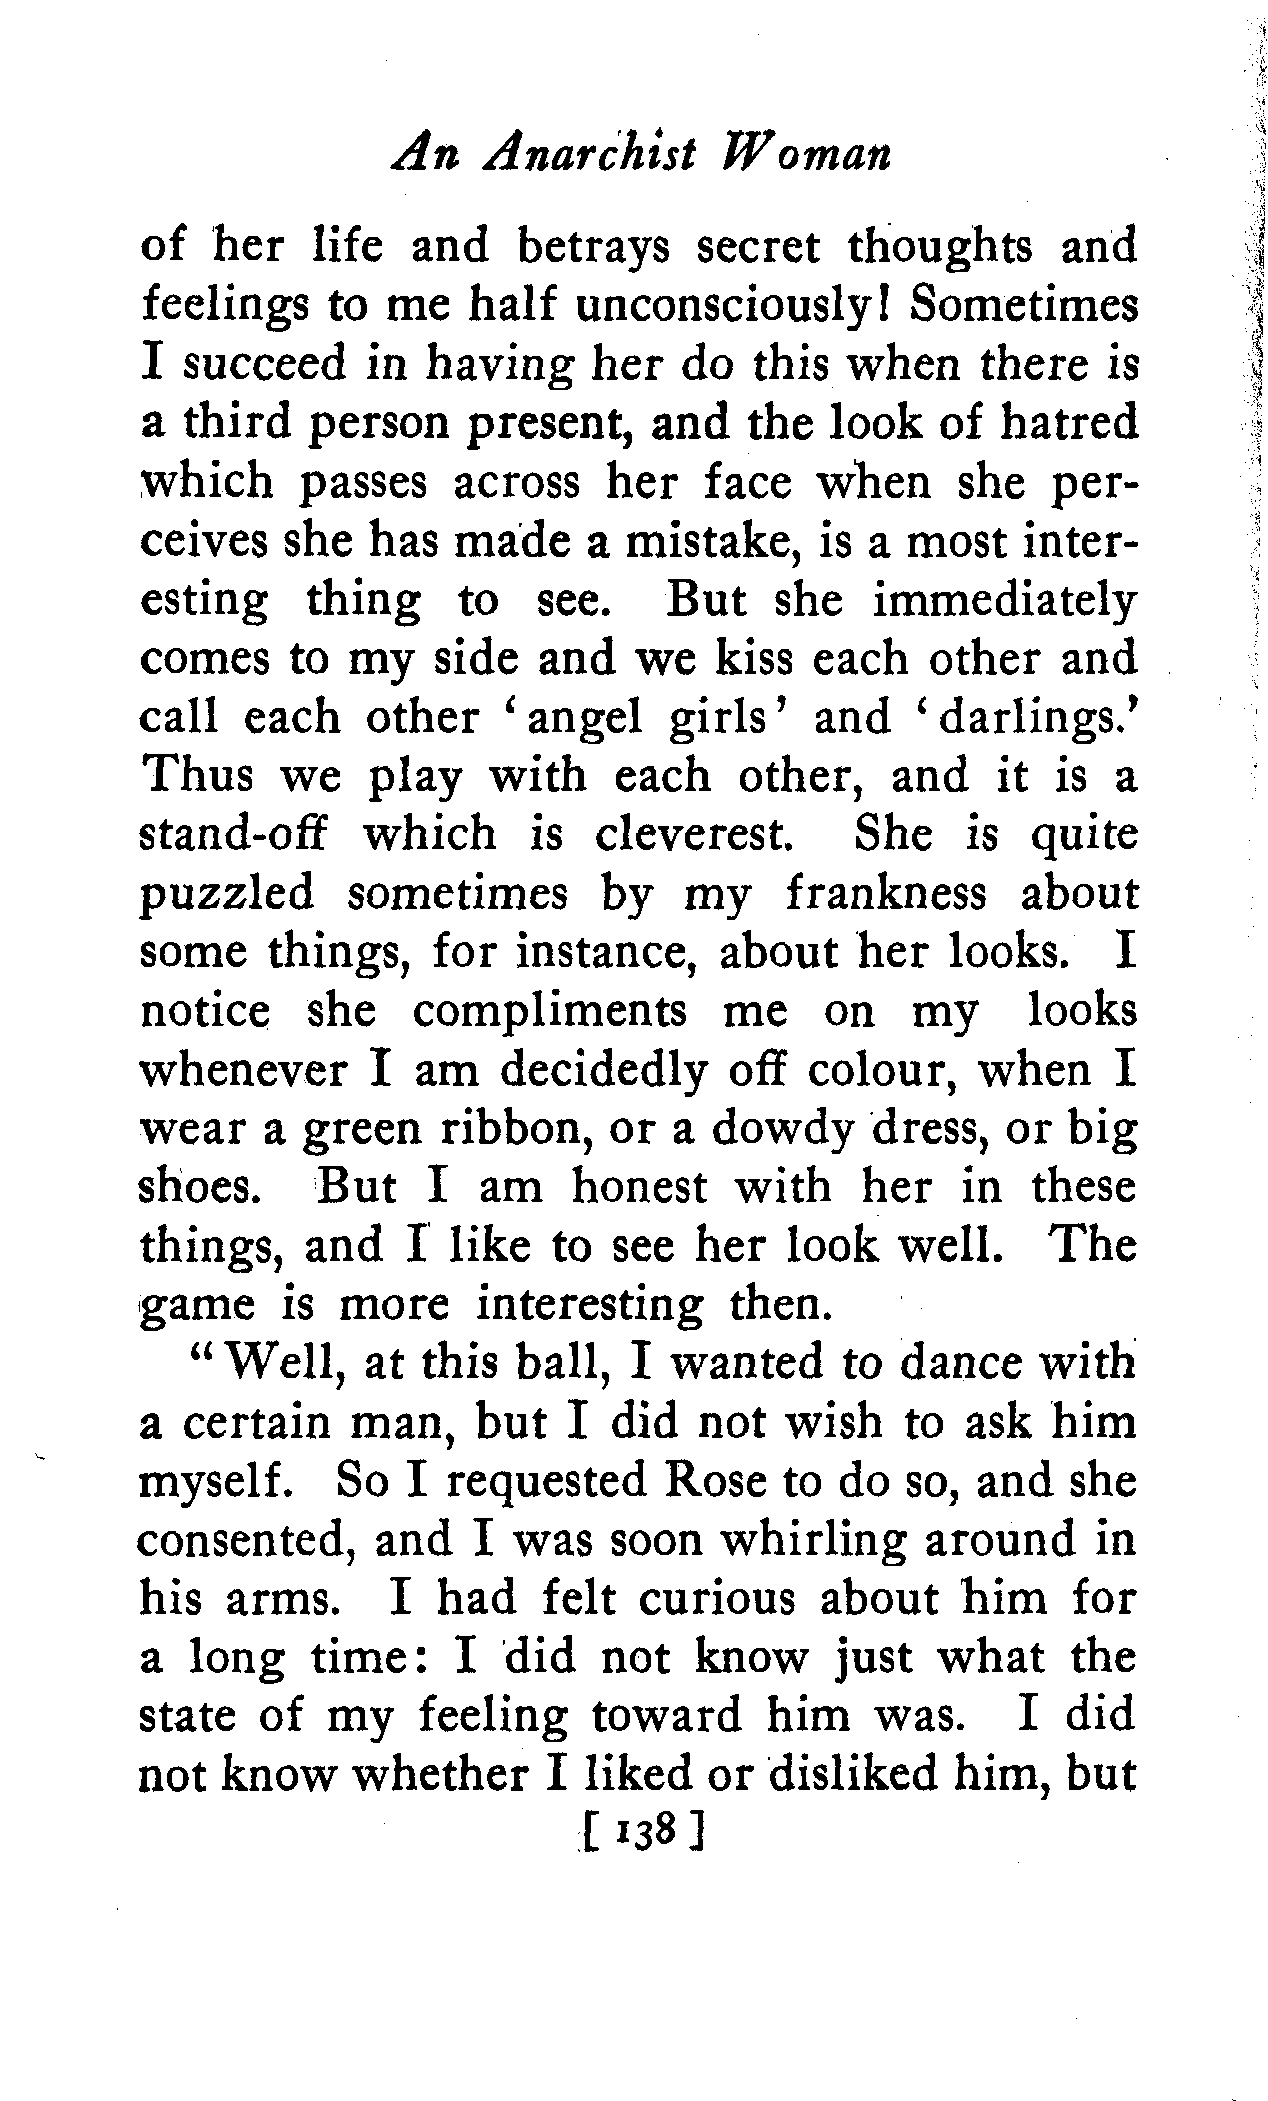 An Anarchist Woman
of her life and betrays secret thoughts and
feelings to me half unconsciously! Sometimes
I succeed in having her do this when there is
a third person present, and the look of hatred
which passes across her face when she per-
ceives she has made a mistake, is a most inter-
esting thing to see. But she immediately
comes to my side and we kiss each other and
call each other ‘angel girls’ and ‘darlings.’
Thus we play with each other, and it is a
stand-off which is cleverest. She is quite
puzzled sometimes by my frankness about
some things, for instance, about her looks. I
notice she compliments me on my looks
whenever I am decidedly off colour, when I
wear a green ribbon, or a dowdy dress, or big
shoes. But I am honest with her in these
things, and I like to see her look well. The
game is more interesting then.
“Well, at this ball, I wanted to dance with
a certain man, but I did not wish to ask him
myself. So I requested Rose to do so, and she
consented, and I was soon whirling around in
his arms. I had felt curious about him for
a long time: I did not know just what the
state of my feeling toward him was. I did
not know whether I liked or disliked him, but
[ 138 ]